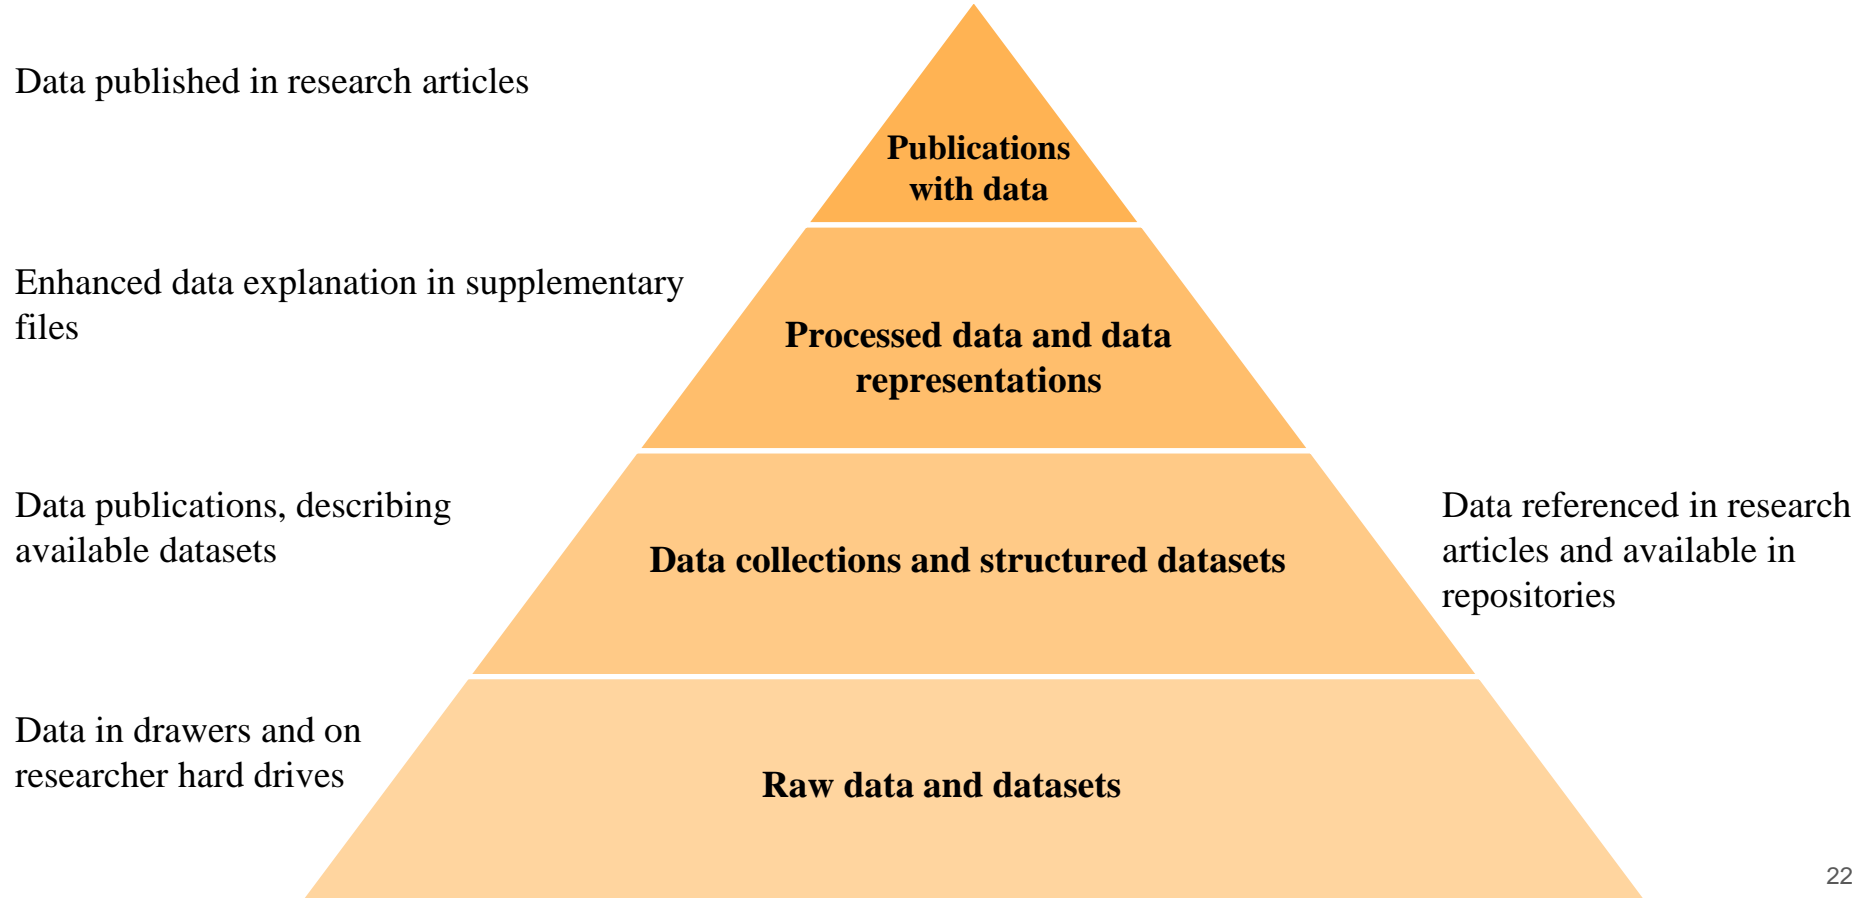 Data published in research articles
Publications
with data
Enhanced data explanation in supplementary
files
Processed data and data
representations
Data publications, describing
available datasets
Data collections and structured datasets
Data referenced in research
articles and available in
repositories
Data in drawers and on
researcher hard drives
Raw data and datasets
22